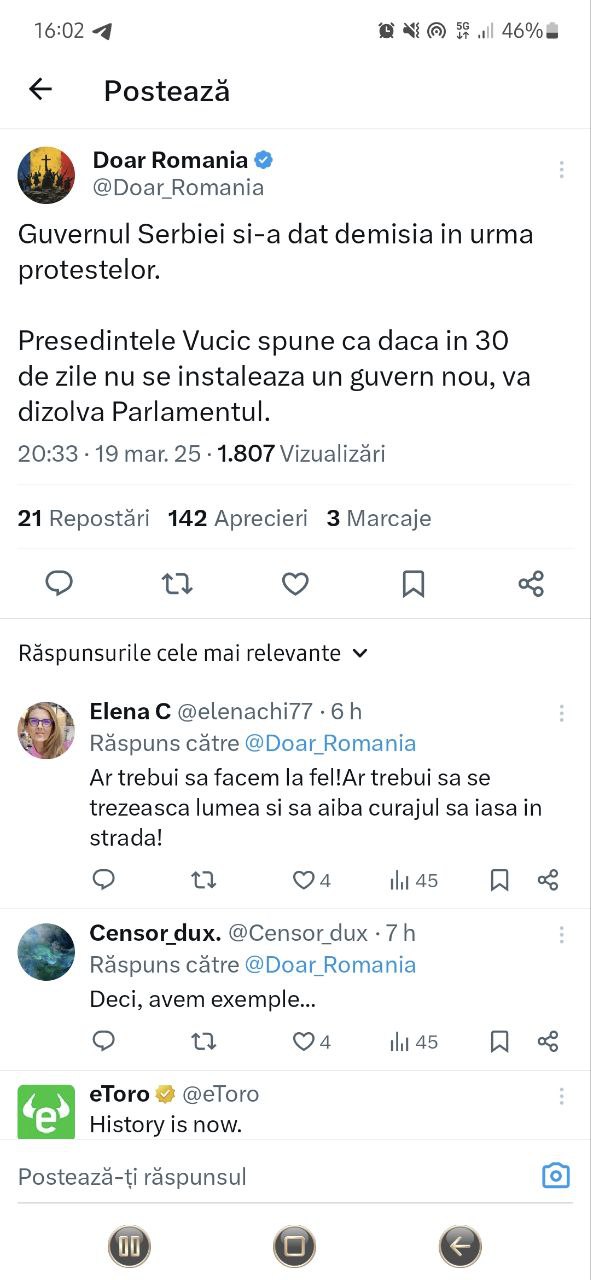 16:02 5G 46%
Postează
Doar Romania
@Doar_Romania
Guvernul Serbiei si-a dat demisia in urma
protestelor.
Presedintele Vucic spune ca daca in 30
de zile nu se instaleaza un guvern nou, va
dizolva Parlamentul.
20:33 · 19 mar. 25 · 1.807 Vizualizări
21 Repostări 142 Aprecieri 3 Marcaje
Răspunsurile cele mai relevante
Elena C @elenachi77 · 6 h
Răspuns către @Doar_Romania
Ar trebui sa facem la fel!Ar trebui sa se
trezeasca lumea si sa aiba curajul sa iasa in
strada!
4 45
Censor_dux. @Censor_dux · 7 h
Răspuns către @Doar_Romania
Deci, avem exemple...
4 45
eToro @eToro
e
History is now.
Postează-ți răspunsul